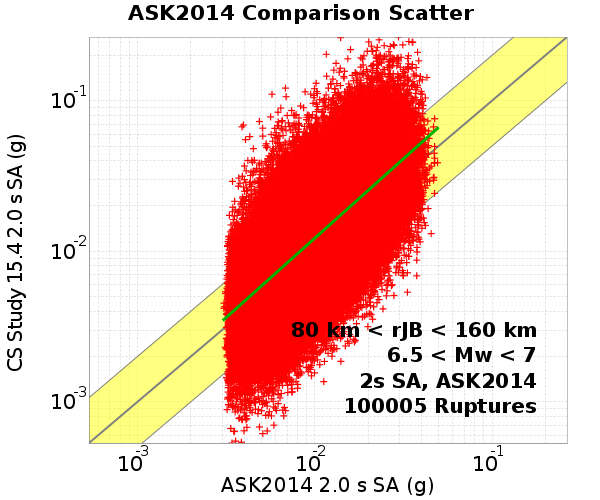 ASK2014 Comparison Scatter
CS Study 15.4 2.0 s SA (g)
10-1
10-2
10-3
80 km < rJB < 160 km
6.5 < Mw < 7
2s SA, ASK2014
100005 Ruptures
10-3 10-2 10-1
ASK2014 2.0 s SA (g)